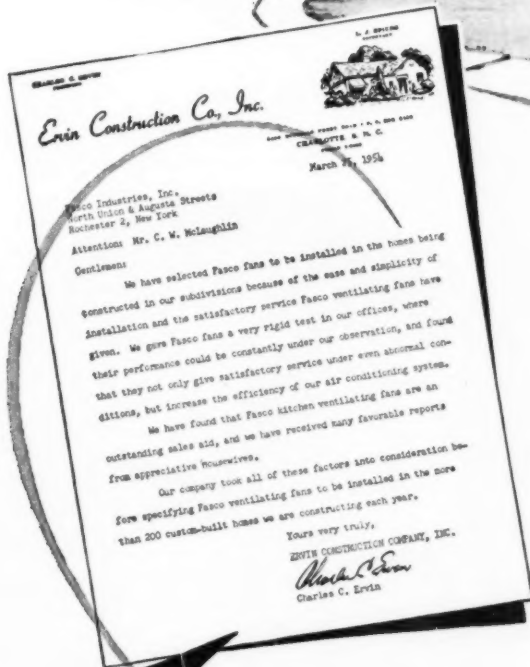 CHARLES C. ERVIN
PRESIDENT
Ervin Construction Co., Inc.
CHARLOTTE 8, N. C.
March 1954
Fasco Industries, Inc.
North Union & Augusta Streets
Rochester 2, New York
Attention: Mr. C. W. McLaughlin
Gentlemen:
We have selected Fasco fans to be installed in the homes being
constructed in our subdivisions because of the ease and simplicity of
installation and the satisfactory service Fasco ventilating fans have
given. We gave Fasco fans a very rigid test in our offices, where
their performance could be constantly under our observation, and found
that they not only give satisfactory service under even abnormal con-
ditions, but increase the efficiency of our air conditioning system.
We have found that Fasco kitchen ventilating fans are an
outstanding sales aid, and we have received many favorable reports
from appreciative housewives.
Our company took all of these factors into consideration be-
fore specifying Fasco ventilating fans to be installed in the more
than 200 custom-built homes we are constructing each year.
Yours very truly,
ERVIN CONSTRUCTION COMPANY, INC.
Charles C. Ervin
Charles C. Ervin